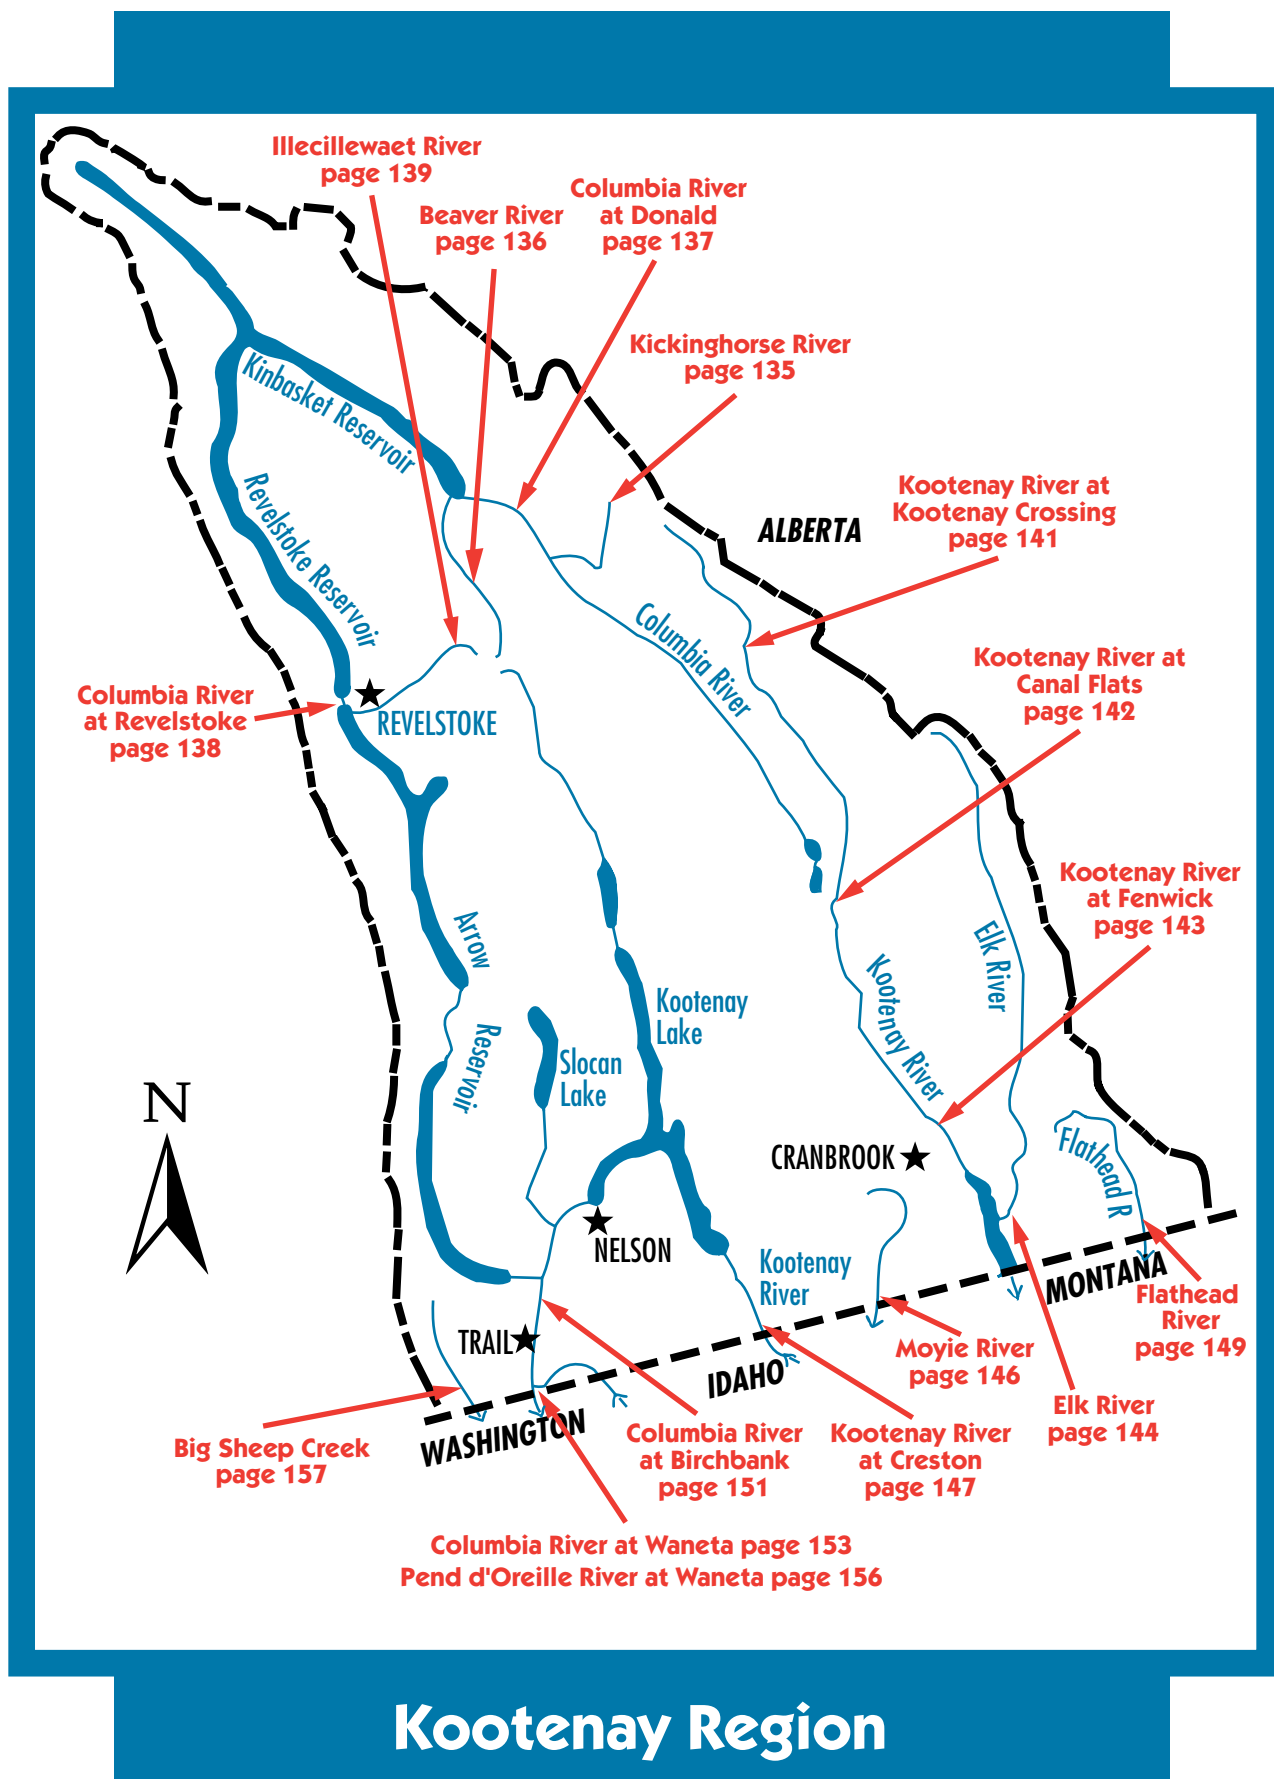 Illecillewaet River
page 139
Columbia River
at Donald
page 137
Beaver River
page 136
Kickinghorse River
page 135
Kinbasket Reservoir
Revelstoke Reservoir
Kootenay River at
Kootenay Crossing
page 141
ALBERTA
Columbia River
Kootenay River at
Canal Flats
page 142
Columbia River
at Revelstoke
page 138
REVELSTOKE
Kootenay River
at Fenwick
page 143
Arrow
Reservoir
Elk River
Kootenay River
Kootenay
Lake
Slocan
Lake
N
CRANBROOK
Flathead R
NELSON
Kootenay
River
MONTANA
Flathead
River
page 149
TRAIL
Moyie River
page 146
IDAHO
Elk River
page 144
WASHINGTON
Big Sheep Creek
page 157
Columbia River
at Birchbank
page 151
Kootenay River
at Creston
page 147
Columbia River at Waneta page 153
Pend d'Oreille River at Waneta page 156
Kootenay Region